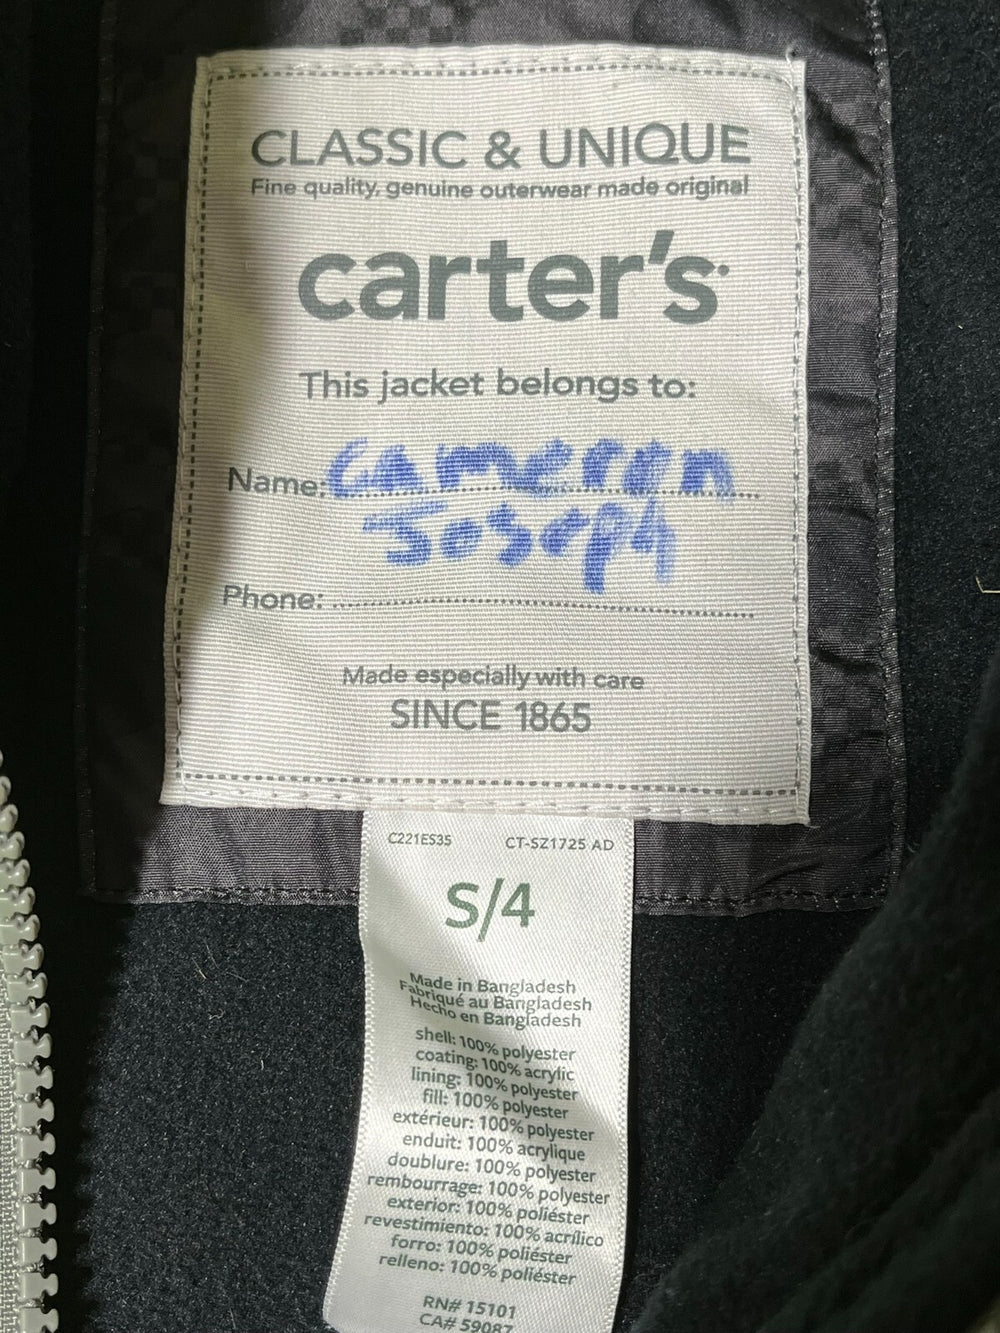 CLASSIC & UNIQUE
Fine quality, genuine outerwear made original
carter's
This jacket belongs to:
Name: Cameron
Joseph
Phone:
Made especially with care
SINCE 1865
C221ES35 CT-SZ1725 AD
S/4
Made in Bangladesh
Fabriqué au Bangladesh
Hecho en Bangladesh
shell: 100% polyester
coating: 100% acrylic
lining: 100% polyester
fill: 100% polyester
extérieur: 100% polyester
enduit: 100% acrylique
doublure: 100% polyester
rembourrage: 100% polyester
exterior: 100% poliéster
revestimiento: 100% acrílico
forro: 100% poliéster
relleno: 100% poliéster
RN# 15101
CA# 59087